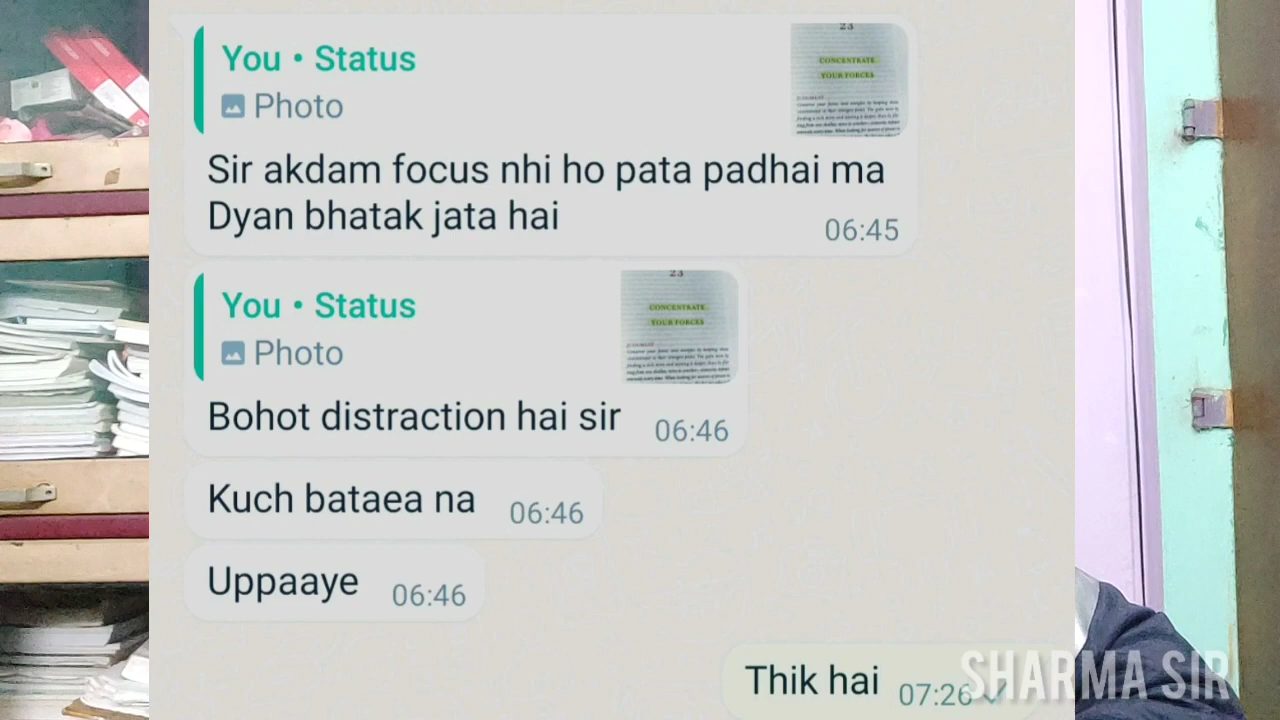 You • Status
Photo
23
CONCENTRATE
YOUR FORCES
Sir akdam focus nhi ho pata padhai ma
Dyan bhatak jata hai
06:45
You • Status
Photo
23
CONCENTRATE
YOUR FORCES
Bohot distraction hai sir 06:46
Kuch bataea na 06:46
Uppaaye 06:46
Thik hai 07:26
SHARMA SIR